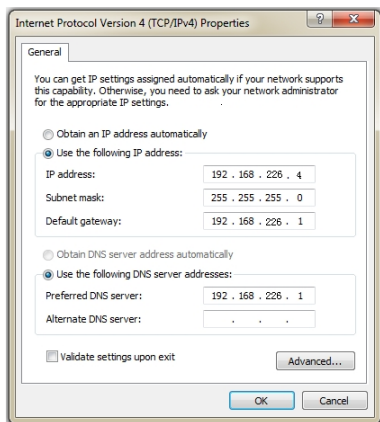 Internet Protocol Version 4 (TCP/IPv4) Properties
General
You can get IP settings assigned automatically if your network supports
this capability. Otherwise, you need to ask your network administrator
for the appropriate IP settings.
Obtain an IP address automatically
Use the following IP address:
IP address: 192 . 168 . 226 . 4
Subnet mask: 255 . 255 . 255 . 0
Default gateway: 192 . 168 . 226 . 1
Obtain DNS server address automatically
Use the following DNS server addresses:
Preferred DNS server: 192 . 168 . 226 . 1
Alternate DNS server: . . .
Validate settings upon exit
Advanced...
OK Cancel